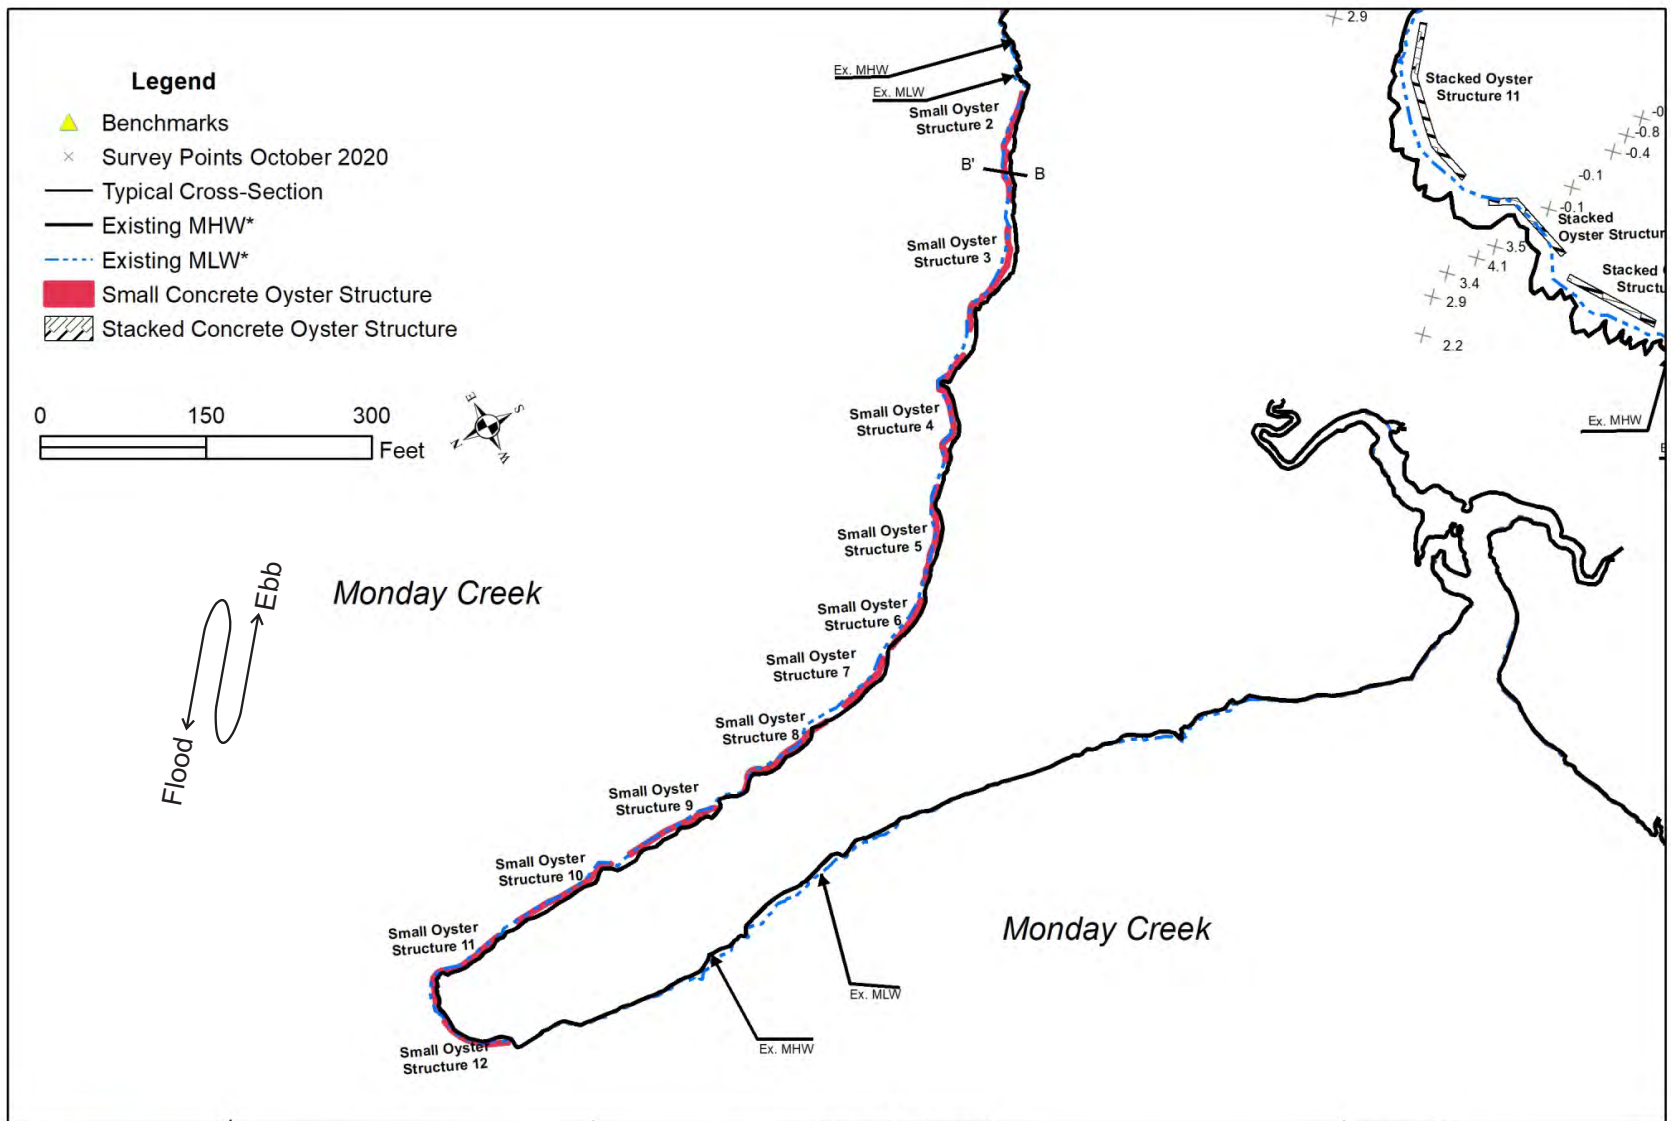 Legend
Benchmarks
Survey Points October 2020
Typical Cross-Section
Existing MHW*
Existing MLW*
Small Concrete Oyster Structure
Stacked Concrete Oyster Structure
0 150 300
Feet
E
S
N
W
Ebb
Flood
Monday Creek
Ex. MHW
Ex. MLW
Small Oyster
Structure 2
B' B
Small Oyster
Structure 3
Small Oyster
Structure 4
Small Oyster
Structure 5
Small Oyster
Structure 6
Small Oyster
Structure 7
Small Oyster
Structure 8
Small Oyster
Structure 9
Small Oyster
Structure 10
Small Oyster
Structure 11
Small Oyster
Structure 12
Ex. MHW
Ex. MLW
Monday Creek
2.9
Stacked Oyster
Structure 11
-0.8
-0.4
-0.1
-0.1
Stacked
Oyster
3.5
4.1
3.4
2.9
2.2
Stacked
Ex. MHW